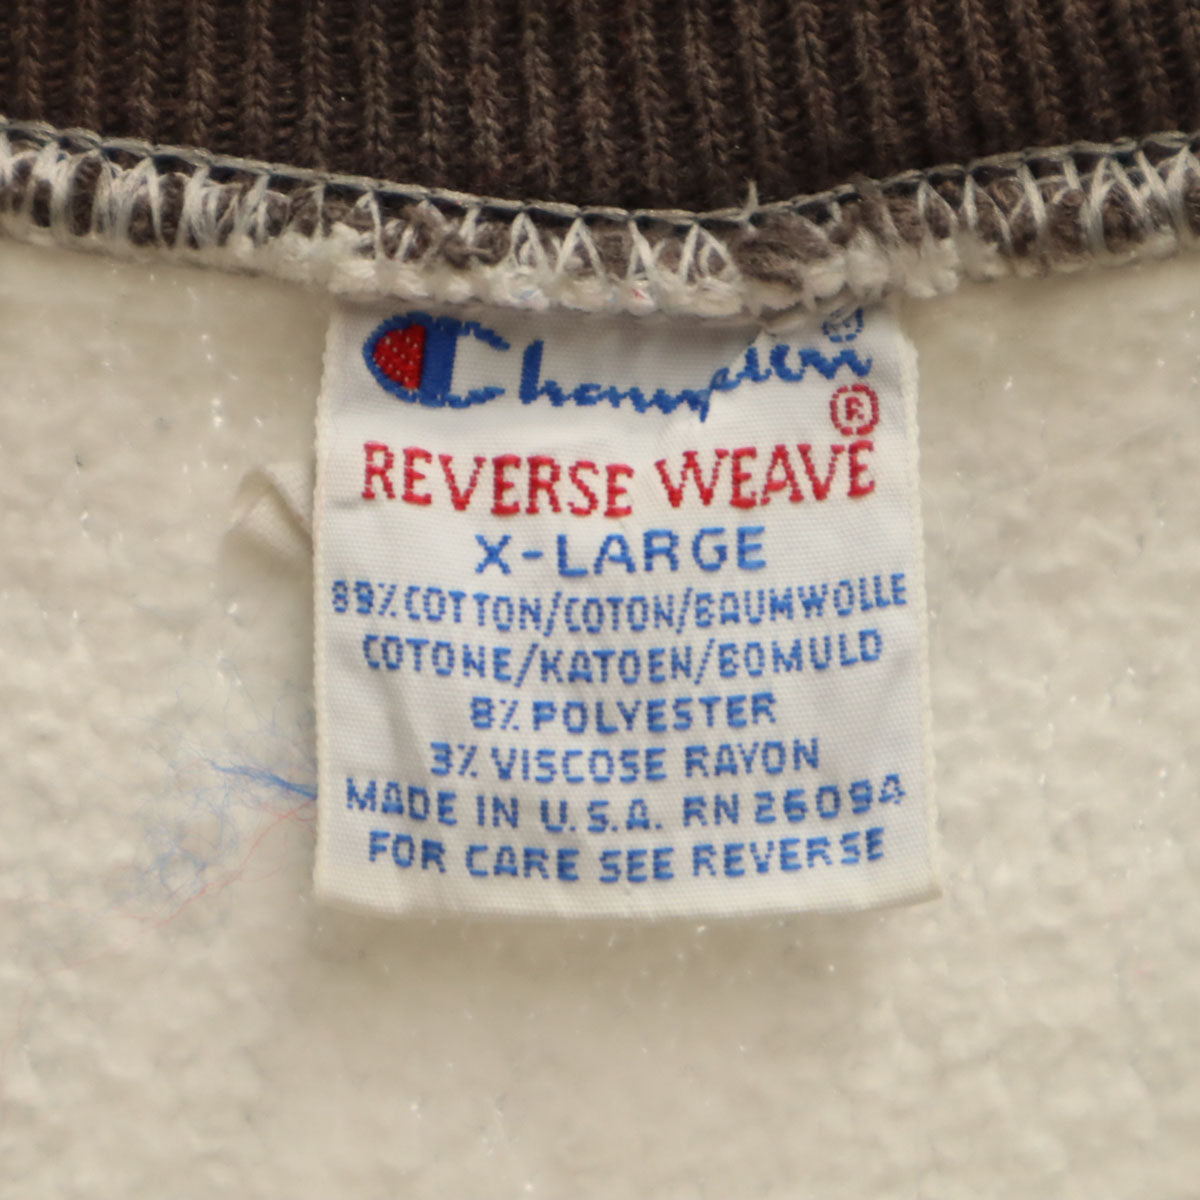 Champion®
REVERSE WEAVE®
X-LARGE
89% COTTON/COTON/BAUMWOLLE
COTONE/KATOEN/BOMULD
8% POLYESTER
3% VISCOSE RAYON
MADE IN U.S.A. RN 26094
FOR CARE SEE REVERSE